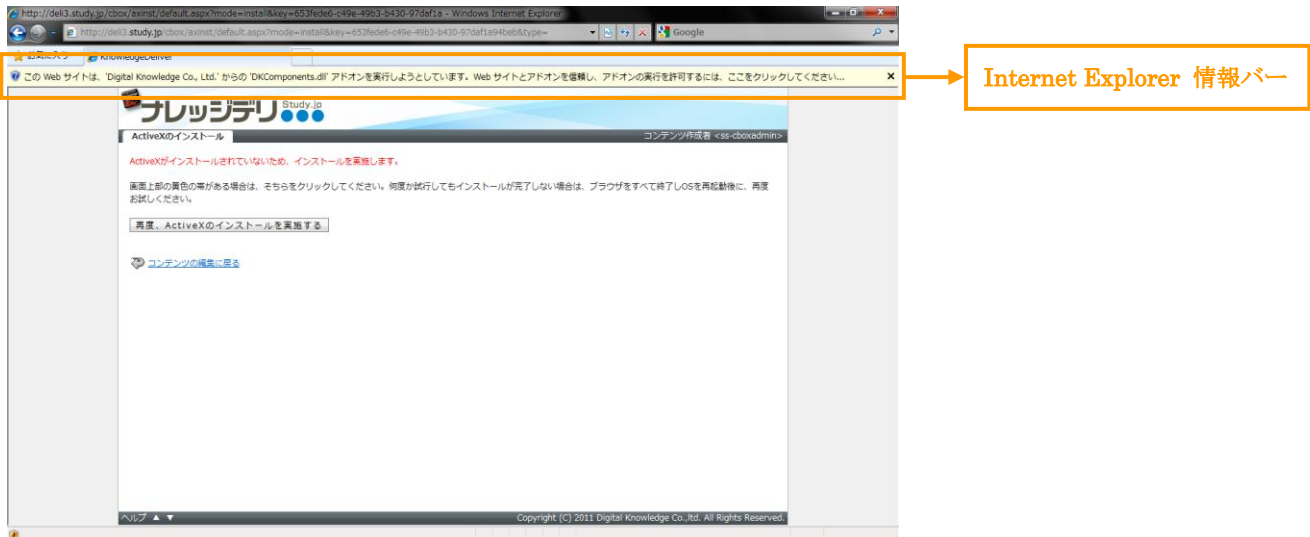 http://deli3.study.jp/cbox/axinst/default.aspx?mode=install&key=653fede6-c49e-49b3-b430-97daf1a - Windows Internet Explorer
http://deli3.study.jp/cbox/axinst/default.aspx?mode=install&key=653fede6-c49e-49b3-b430-97daf1a94beb&type=
Google
お気に入り
KnowledgeDeliver
この Web サイトは、'Digital Knowledge Co., Ltd.' からの 'DKComponents.dll' アドオンを実行しようとしています。Web サイトとアドオンを信頼し、アドオンの実行を許可するには、ここをクリックしてください...
Internet Explorer 情報バー
ナレッジデリ Study.jp
ActiveXのインストール
コンテンツ作成者 <ss-cboxadmin>
ActiveXがインストールされていないため、インストールを実施します。
画面上部の黄色の帯がある場合は、そちらをクリックしてください。何度か試行してもインストールが完了しない場合は、ブラウザをすべて終了しOSを再起動後に、再度
お試しください。
再度、ActiveXのインストールを実施する
コンテンツの編集に戻る
ヘルプ ▲ ▼
Copyright (C) 2011 Digital Knowledge Co.,ltd. All Rights Reserved.